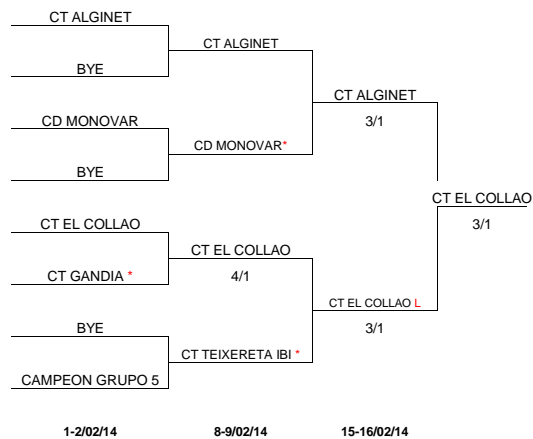 CT ALGINET
CT ALGINET
BYE
CT ALGINET
3/1
CD MONOVAR
CD MONOVAR*
BYE
CT EL COLLAO
3/1
CT EL COLLAO
CT EL COLLAO
4/1
CT GANDIA *
CT EL COLLAO L
3/1
BYE
CT TEIXERETA IBI *
CAMPEON GRUPO 5
1-2/02/14 8-9/02/14 15-16/02/14